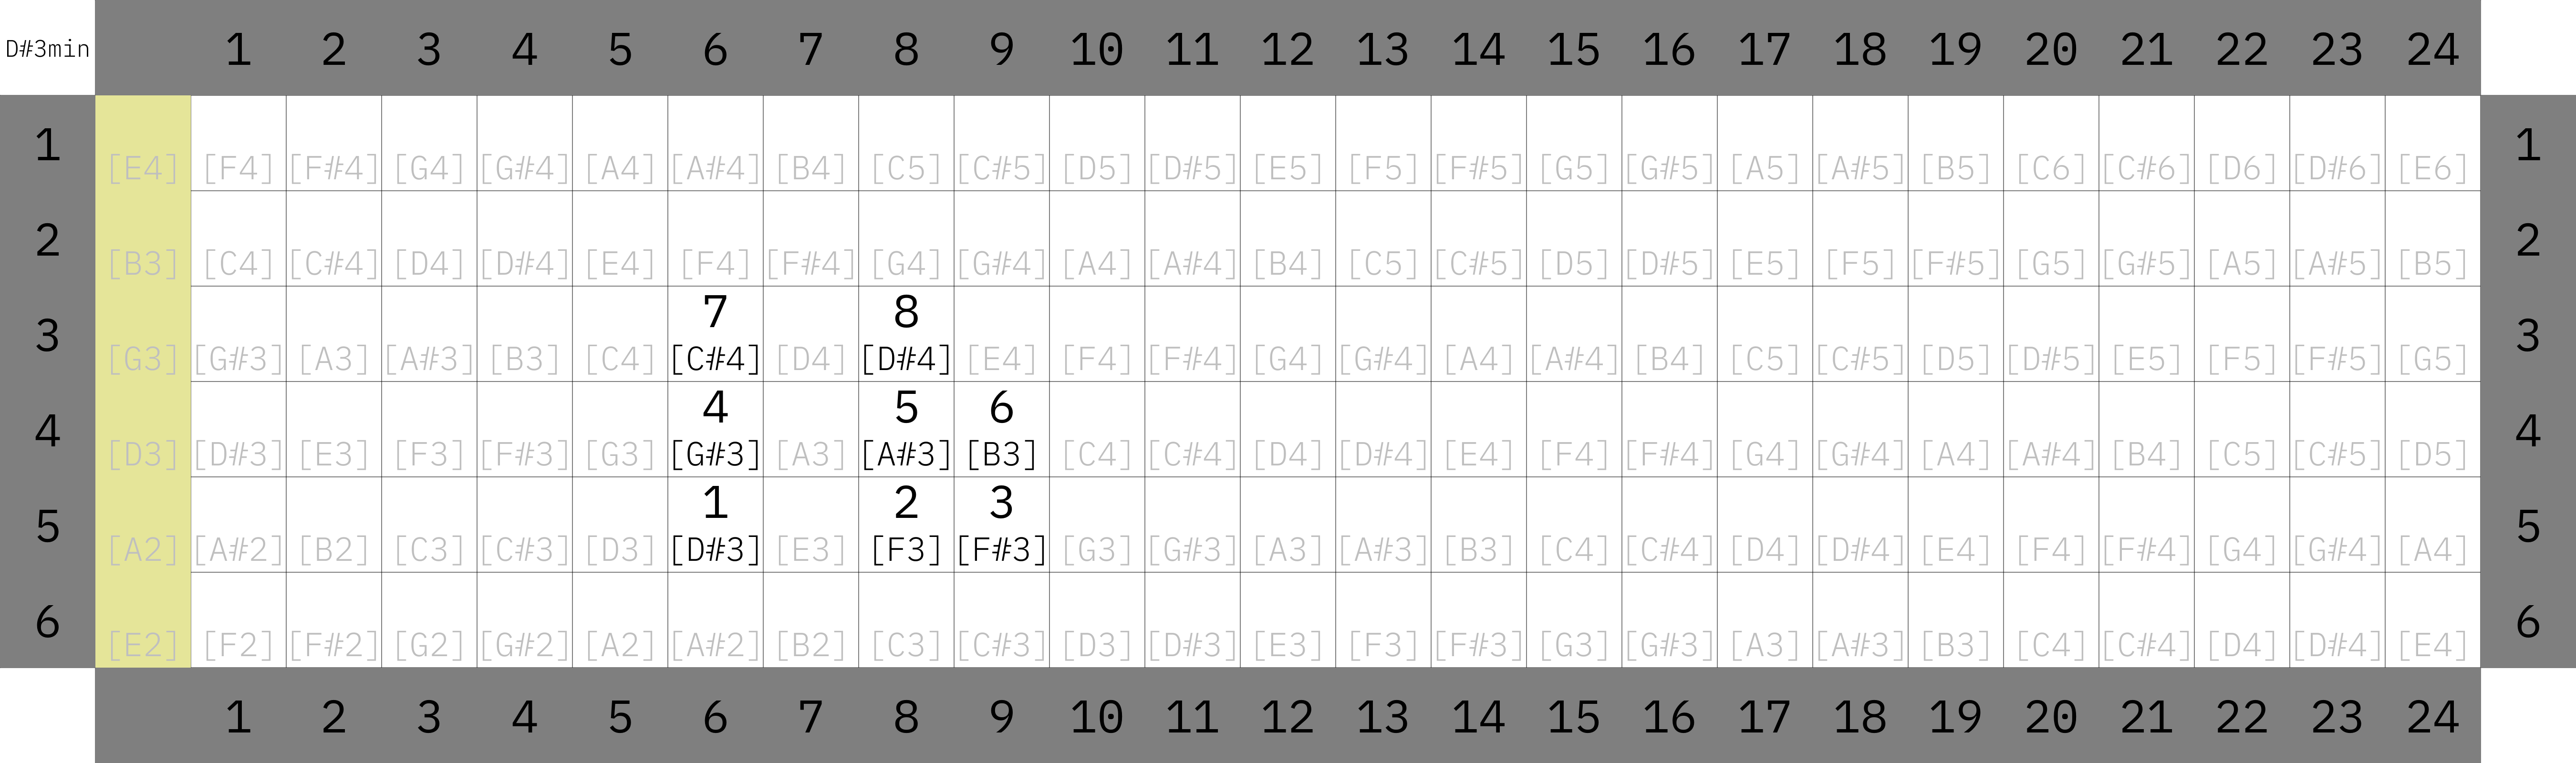 D#3min 1 2 3 4 5 6 7 8 9 10 11 12 13 14 15 16 17 18 19 20 21 22 23 24
1 [E4] [F4] [F#4] [G4] [G#4] [A4] [A#4] [B4] [C5] [C#5] [D5] [D#5] [E5] [F5] [F#5] [G5] [G#5] [A5] [A#5] [B5] [C6] [C#6] [D6] [D#6] [E6] 1
2 [B3] [C4] [C#4] [D4] [D#4] [E4] [F4] [F#4] [G4] [G#4] [A4] [A#4] [B4] [C5] [C#5] [D5] [D#5] [E5] [F5] [F#5] [G5] [G#5] [A5] [A#5] [B5] 2
7 8
3 [G3] [G#3] [A3] [A#3] [B3] [C4] [C#4] [D4] [D#4] [E4] [F4] [F#4] [G4] [G#4] [A4] [A#4] [B4] [C5] [C#5] [D5] [D#5] [E5] [F5] [F#5] [G5] 3
4 5 6
4 [D3] [D#3] [E3] [F3] [F#3] [G3] [G#3] [A3] [A#3] [B3] [C4] [C#4] [D4] [D#4] [E4] [F4] [F#4] [G4] [G#4] [A4] [A#4] [B4] [C5] [C#5] [D5] 4
1 2 3
5 [A2] [A#2] [B2] [C3] [C#3] [D3] [D#3] [E3] [F3] [F#3] [G3] [G#3] [A3] [A#3] [B3] [C4] [C#4] [D4] [D#4] [E4] [F4] [F#4] [G4] [G#4] [A4] 5
6 [E2] [F2] [F#2] [G2] [G#2] [A2] [A#2] [B2] [C3] [C#3] [D3] [D#3] [E3] [F3] [F#3] [G3] [G#3] [A3] [A#3] [B3] [C4] [C#4] [D4] [D#4] [E4] 6
1 2 3 4 5 6 7 8 9 10 11 12 13 14 15 16 17 18 19 20 21 22 23 24